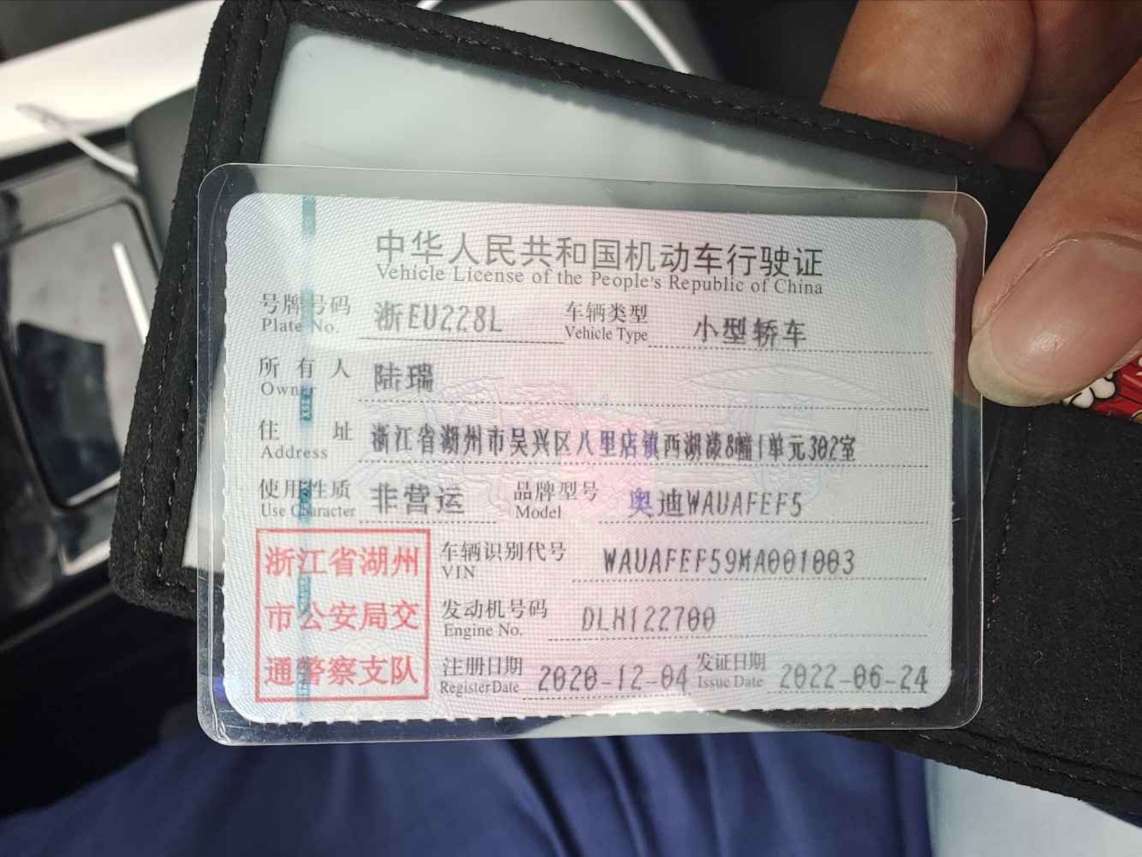 中华人民共和国机动车行驶证
Vehicle License of the People's Republic of China
号牌号码 浙EU228L 车辆类型 小型轿车
Plate No. Vehicle Type
所有人 陆瑞
Owner
住址 浙江省湖州市吴兴区八里店镇西湖漾8幢1单元302室
Address
使用性质 非营运 品牌型号 奥迪WAUAFEF5
Use Character Model
浙江省湖州
市公安局交
通警察支队
车辆识别代号 WAUAFEF59MA001003
VIN
发动机号码 DLH122700
Engine No.
注册日期 2020-12-04 发证日期 2022-06-24
Register Date Issue Date